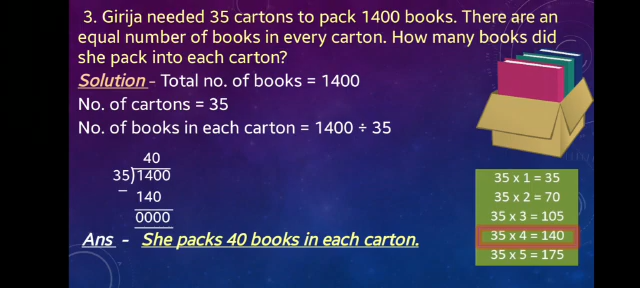 3. Girija needed 35 cartons to pack 1400 books. There are an
equal number of books in every carton. How many books did
she pack into each carton?
Solution - Total no. of books = 1400
No. of cartons = 35
No. of books in each carton = 1400 ÷ 35
40
35)1400
− 140
0000
Ans - She packs 40 books in each carton.
35 x 1 = 35
35 x 2 = 70
35 x 3 = 105
35 x 4 = 140
35 x 5 = 175